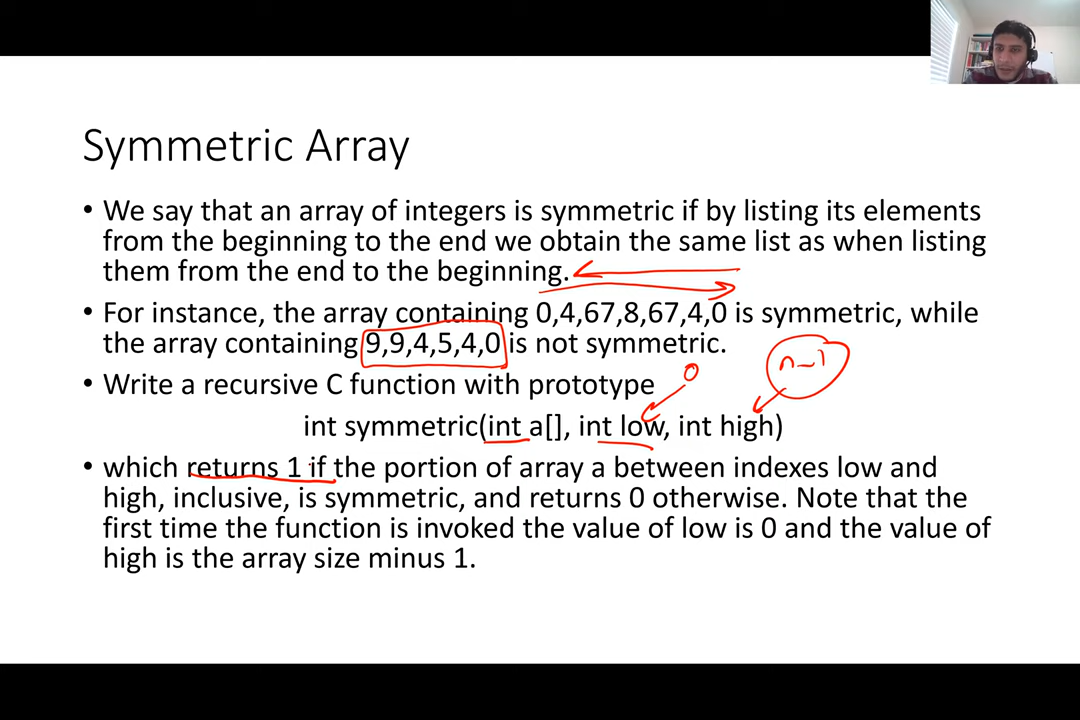 Symmetric Array
• We say that an array of integers is symmetric if by listing its elements
from the beginning to the end we obtain the same list as when listing
them from the end to the beginning.
• For instance, the array containing 0,4,67,8,67,4,0 is symmetric, while
the array containing 9,9,4,5,4,0 is not symmetric.
n-1
0
• Write a recursive C function with prototype
int symmetric(int a[], int low, int high)
• which returns 1 if the portion of array a between indexes low and
high, inclusive, is symmetric, and returns 0 otherwise. Note that the
first time the function is invoked the value of low is 0 and the value of
high is the array size minus 1.